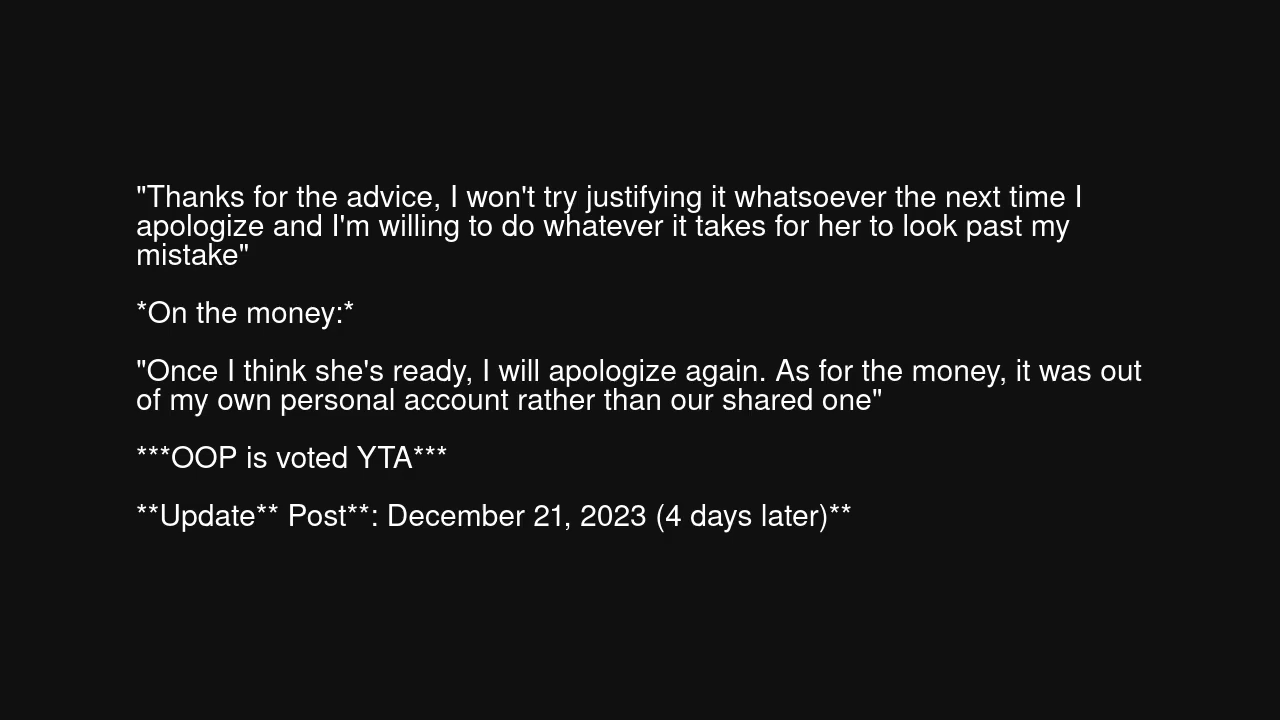 "Thanks for the advice, I won't try justifying it whatsoever the next time I
apologize and I'm willing to do whatever it takes for her to look past my
mistake"
*On the money:*
"Once I think she's ready, I will apologize again. As for the money, it was out
of my own personal account rather than our shared one"
***OOP is voted YTA***
**Update** Post**: December 21, 2023 (4 days later)**